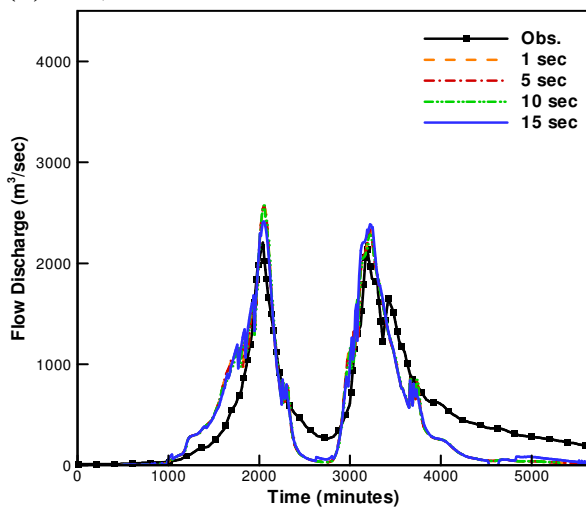 4000
3000
2000
1000
0
Flow Discharge (m³/sec)
Obs.
1 sec
5 sec
10 sec
15 sec
0 1000 2000 3000 4000 5000
Time (minutes)